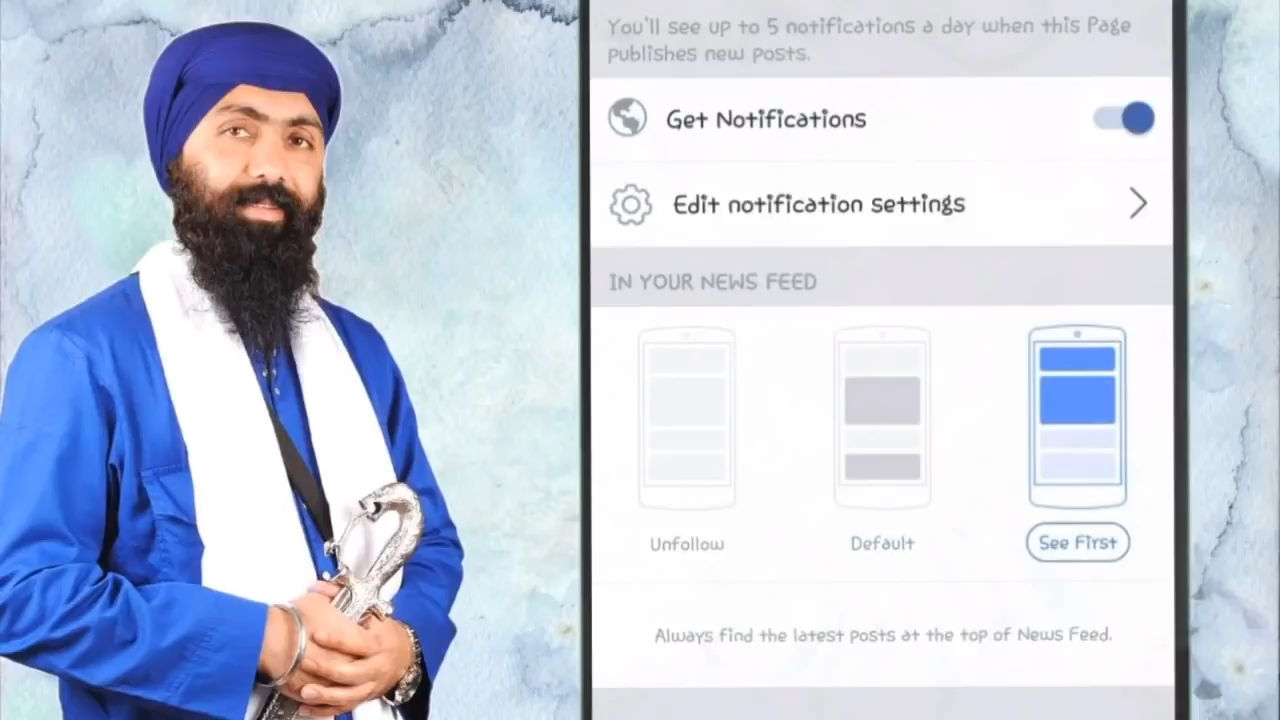 You'll see up to 5 notifications a day when this Page
publishes new posts.
Get Notifications
Edit notification settings
IN YOUR NEWS FEED
Unfollow
Default
See First
Always find the latest posts at the top of News Feed.